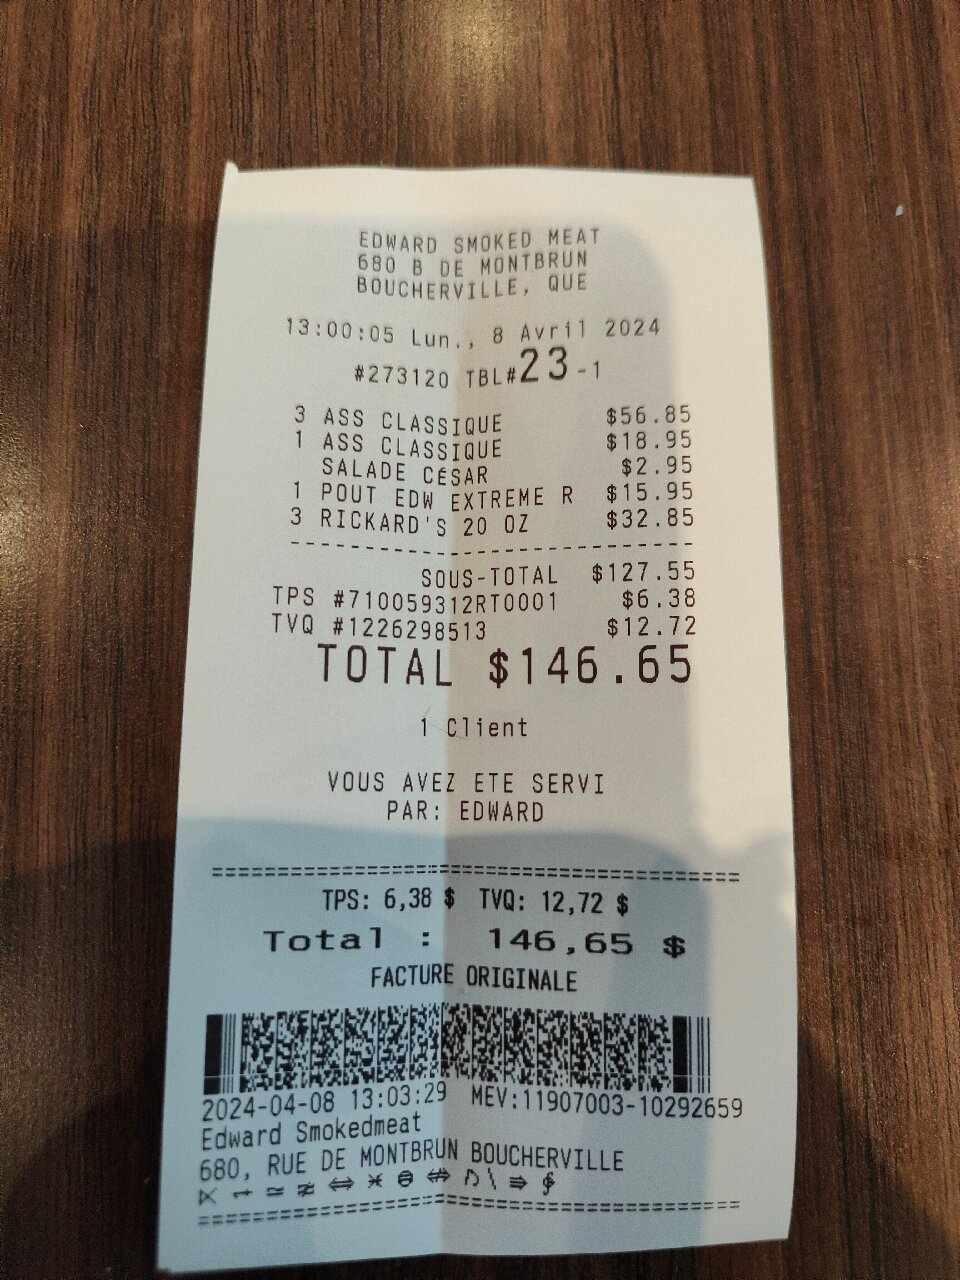 EDWARD SMOKED MEAT
680 B DE MONTBRUN
BOUCHERVILLE, QUE
13:00:05 Lun., 8 Avril 2024
#273120 TBL#23-1
3 ASS CLASSIQUE $56.85
1 ASS CLASSIQUE $18.95
SALADE CÉSAR $2.95
1 POUT EDW EXTREME R $15.95
3 RICKARD'S 20 OZ $32.85
SOUS-TOTAL $127.55
TPS #710059312RT0001 $6.38
TVQ #1226298513 $12.72
TOTAL $146.65
1 Client
VOUS AVEZ ETE SERVI
PAR: EDWARD
TPS: 6,38 $ TVQ: 12,72 $
Total : 146,65 $
FACTURE ORIGINALE
2024-04-08 13:03:29 MEV:11907003-10292659
Edward Smokedmeat
680, RUE DE MONTBRUN BOUCHERVILLE